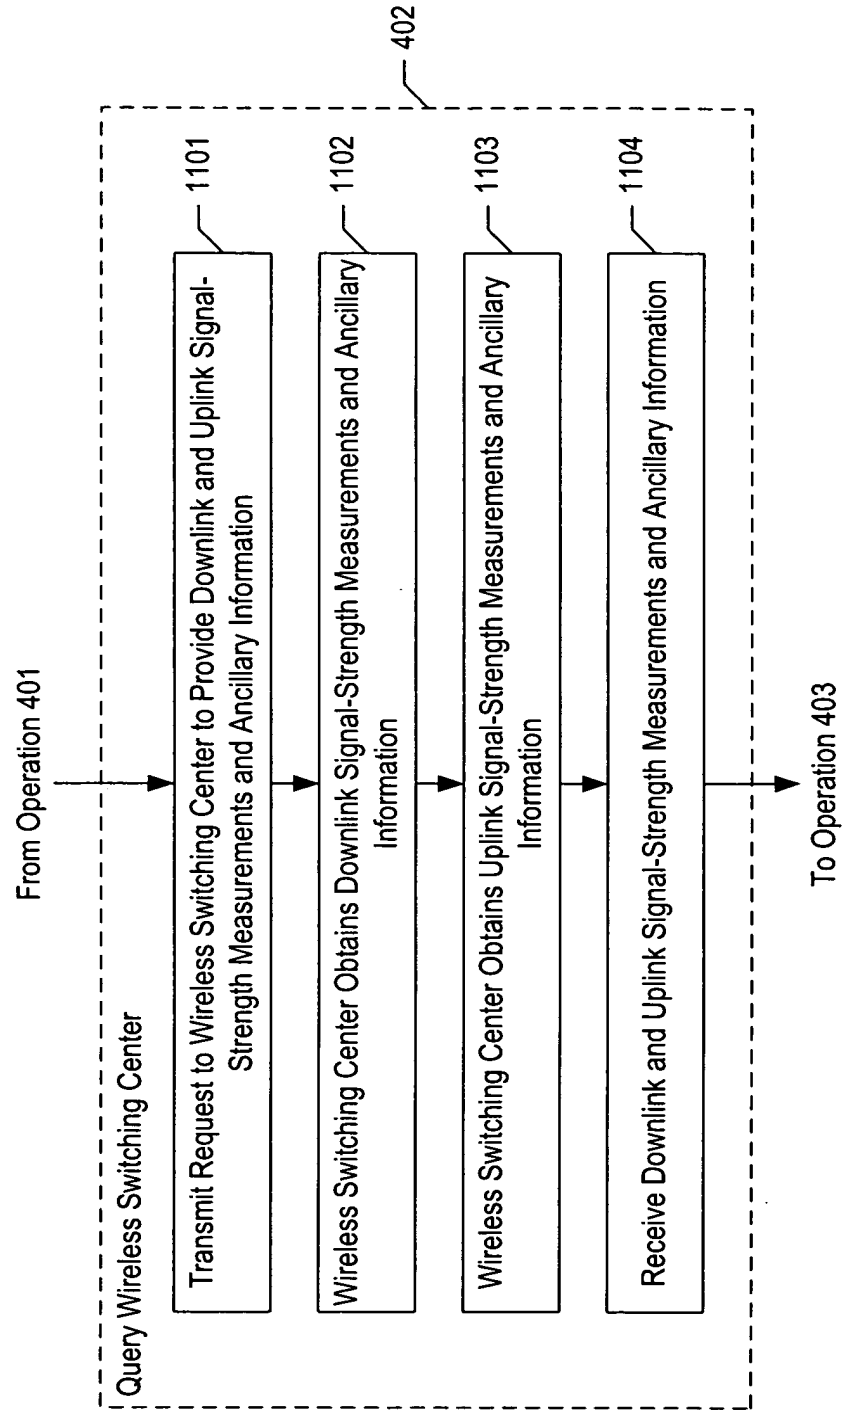 From Operation 401
402
Query Wireless Switching Center
1101
Transmit Request to Wireless Switching Center to Provide Downlink and Uplink Signal-
Strength Measurements and Ancillary Information
1102
Wireless Switching Center Obtains Downlink Signal-Strength Measurements and Ancillary
Information
1103
Wireless Switching Center Obtains Uplink Signal-Strength Measurements and Ancillary
Information
1104
Receive Downlink and Uplink Signal-Strength Measurements and Ancillary Information
To Operation 403